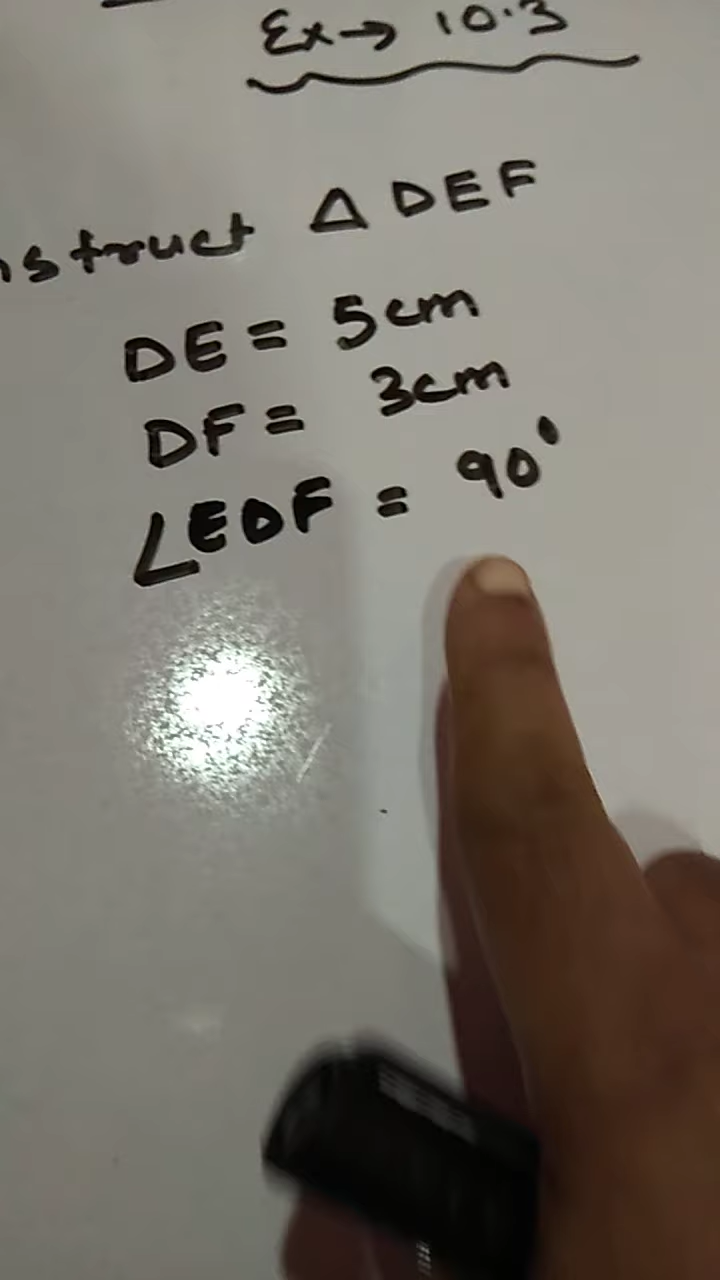 Ex → 10.3
nstruct Δ DEF
DE = 5cm
DF = 3cm
∠EDF = 90°